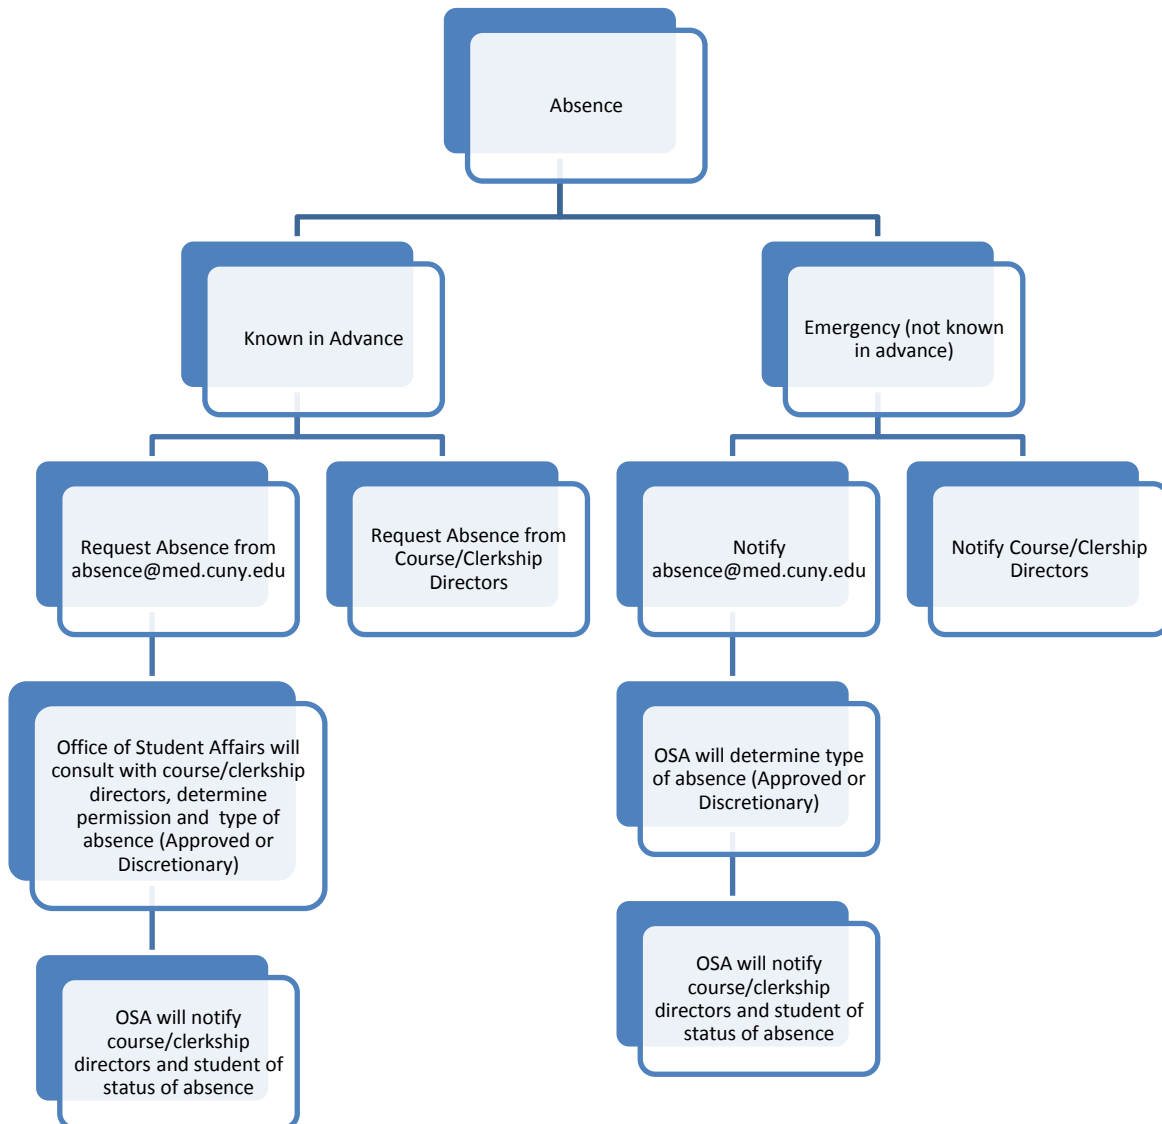 Absence
Known in Advance
Emergency (not known
in advance)
Request Absence from
absence@med.cuny.edu
Request Absence from
Course/Clerkship
Directors
Notify
absence@med.cuny.edu
Notify Course/Clership
Directors
Office of Student Affairs will
consult with course/clerkship
directors, determine
permission and  type of
absence (Approved or
Discretionary)
OSA will determine type
of absence (Approved or
Discretionary)
OSA will notify
course/clerkship
directors and student of
status of absence
OSA will notify
course/clerkship
directors and student of
status of absence